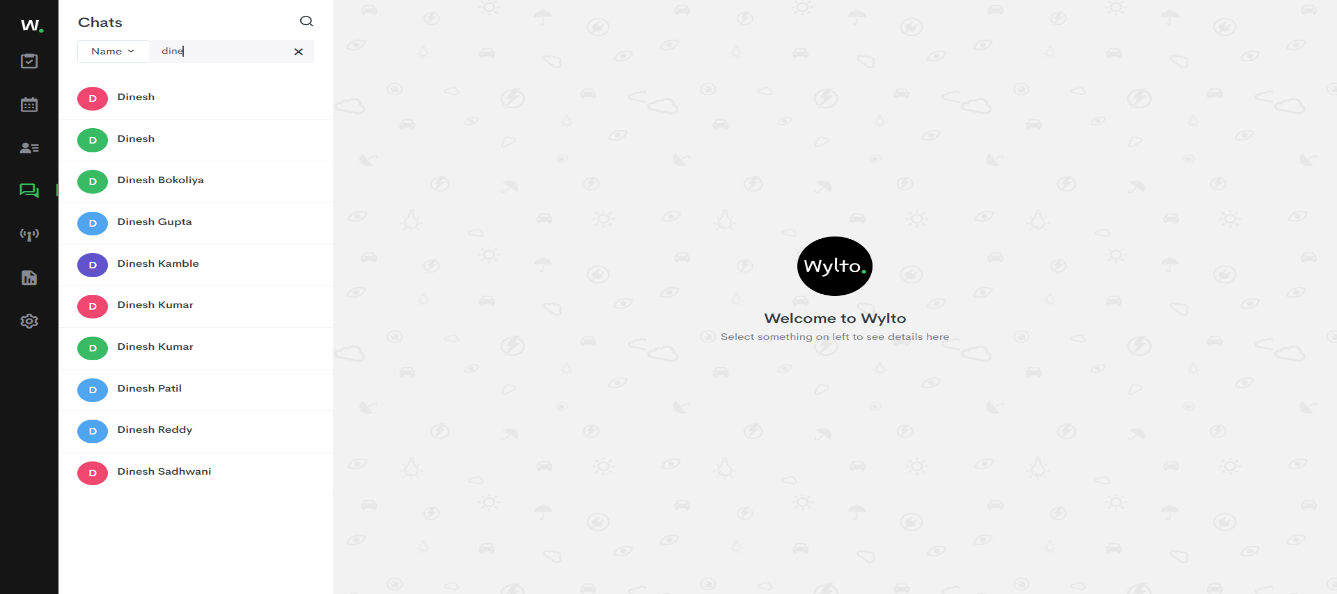 W.
Chats
Name
dine
D Dinesh
D Dinesh
D Dinesh Bokoliya
D Dinesh Gupta
D Dinesh Kamble
D Dinesh Kumar
D Dinesh Kumar
D Dinesh Patil
D Dinesh Reddy
D Dinesh Sadhwani
Wylto.
Welcome to Wylto
Select something on left to see details here